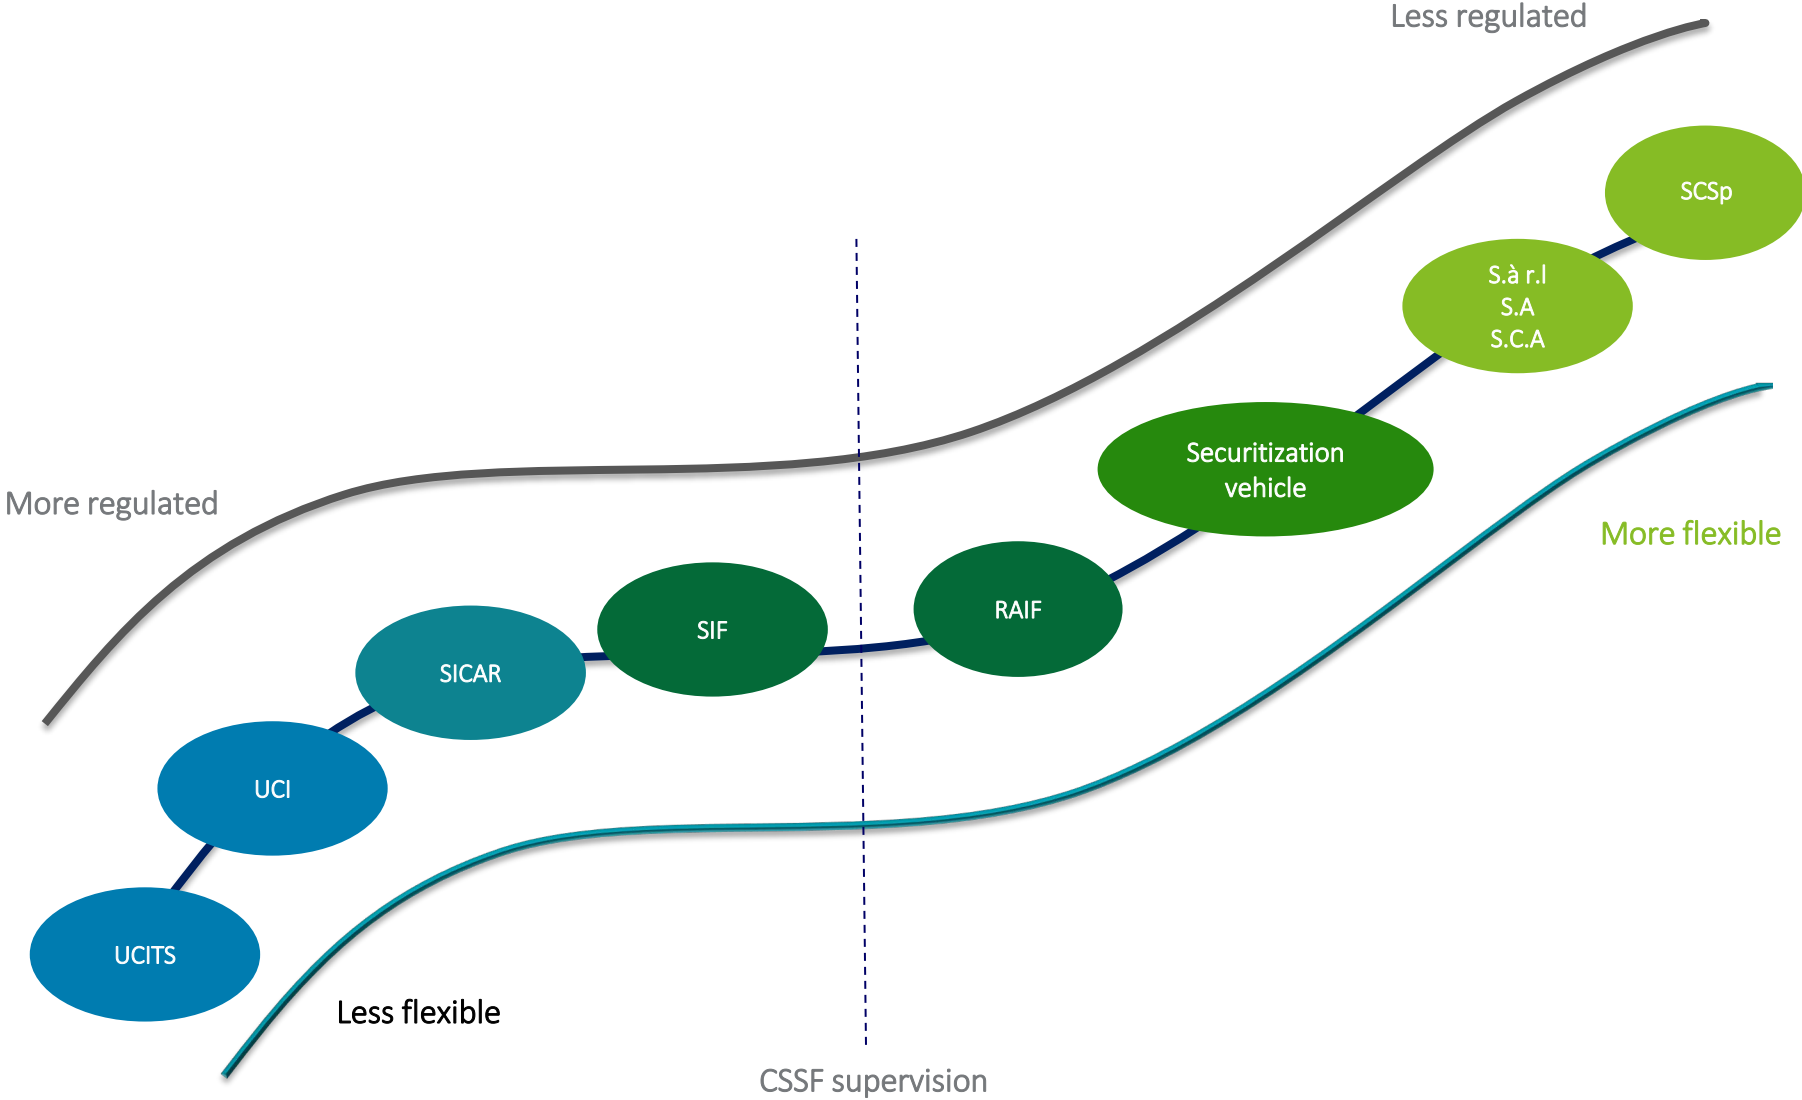 Less regulated
SCSp
S.à r.l
S.A
S.C.A
Securitization
vehicle
More regulated
More flexible
RAIF
SIF
SICAR
UCI
UCITS
Less flexible
CSSF supervision